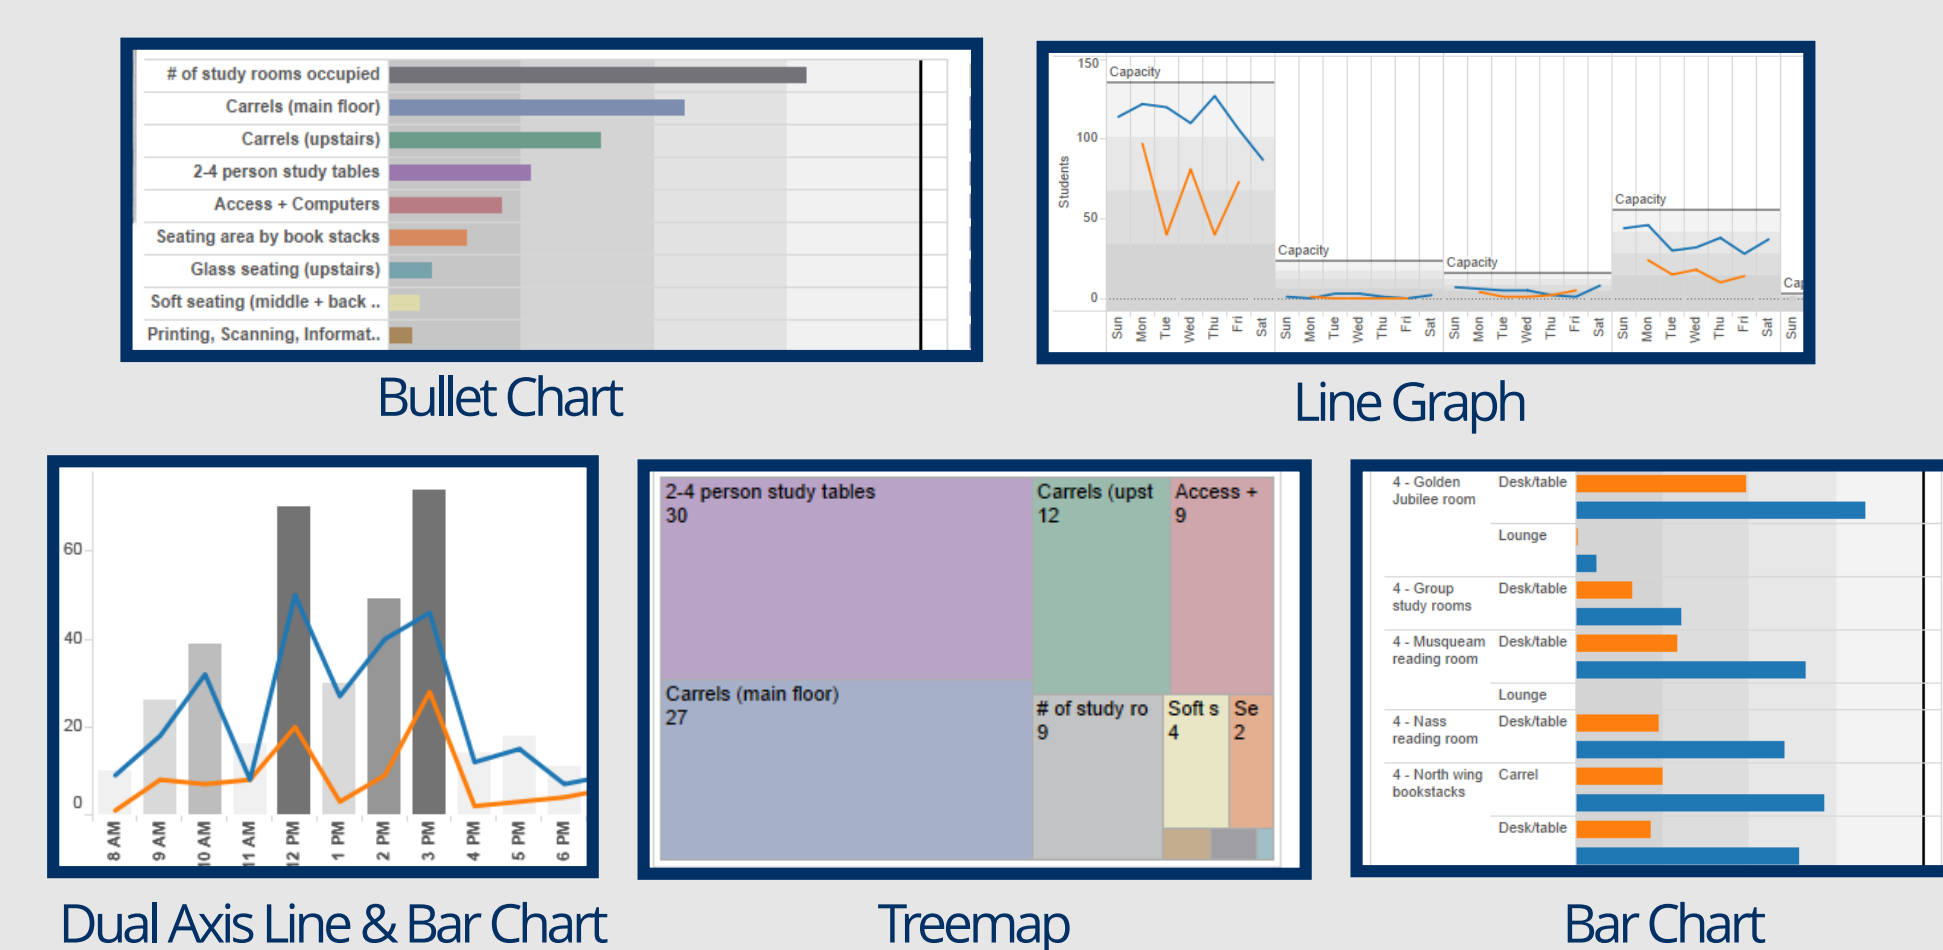 # of study rooms occupied
Carrels (main floor)
Carrels (upstairs)
2-4 person study tables
Access + Computers
Seating area by book stacks
Glass seating (upstairs)
Soft seating (middle + back ..
Printing, Scanning, Informat..
Bullet Chart
150
100
50
0
Students
Capacity
Capacity
Capacity
Capacity
Cap
Sun Mon Tue Wed Thu Fri Sat Sun Mon Tue Wed Thu Fri Sat Sun Mon Tue Wed Thu Fri Sat Sun Mon Tue Wed Thu Fri Sat Sun
Line Graph
60
40
20
0
8 AM 9 AM 10 AM 11 AM 12 PM 1 PM 2 PM 3 PM 4 PM 5 PM 6 PM
Dual Axis Line & Bar Chart
2-4 person study tables
30
Carrels (upst
12
Access +
9
Carrels (main floor)
27
# of study ro
9
Soft s
4
Se
2
Treemap
4 - Golden
Jubilee room
Desk/table
Lounge
4 - Group
study rooms
Desk/table
4 - Musqueam
reading room
Desk/table
Lounge
4 - Nass
reading room
Desk/table
4 - North wing
bookstacks
Carrel
Desk/table
Bar Chart